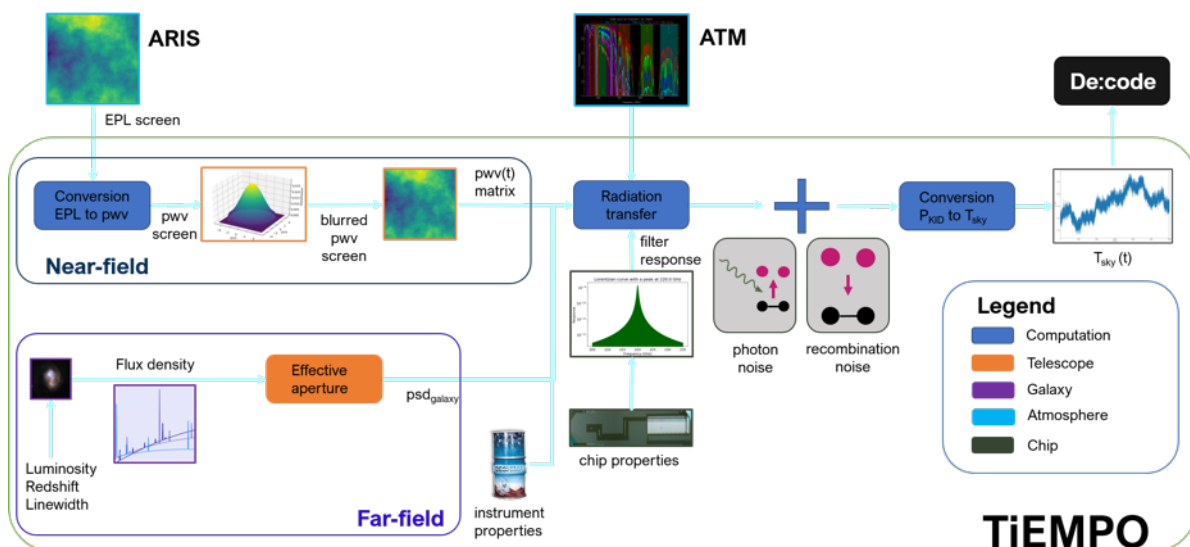 ARIS
ATM
De:code
EPL screen
Conversion
EPL to pwv
pwv
screen
blurred
pwv
screen
pwv(t)
matrix
Near-field
Radiation
transfer
filter
response
Conversion
P_KID to T_sky
T_sky (t)
photon
noise
recombination
noise
Flux density
Effective
aperture
psd_galaxy
Luminosity
Redshift
Linewidth
Far-field
instrument
properties
chip properties
Legend
Computation
Telescope
Galaxy
Atmosphere
Chip
TiEMPO